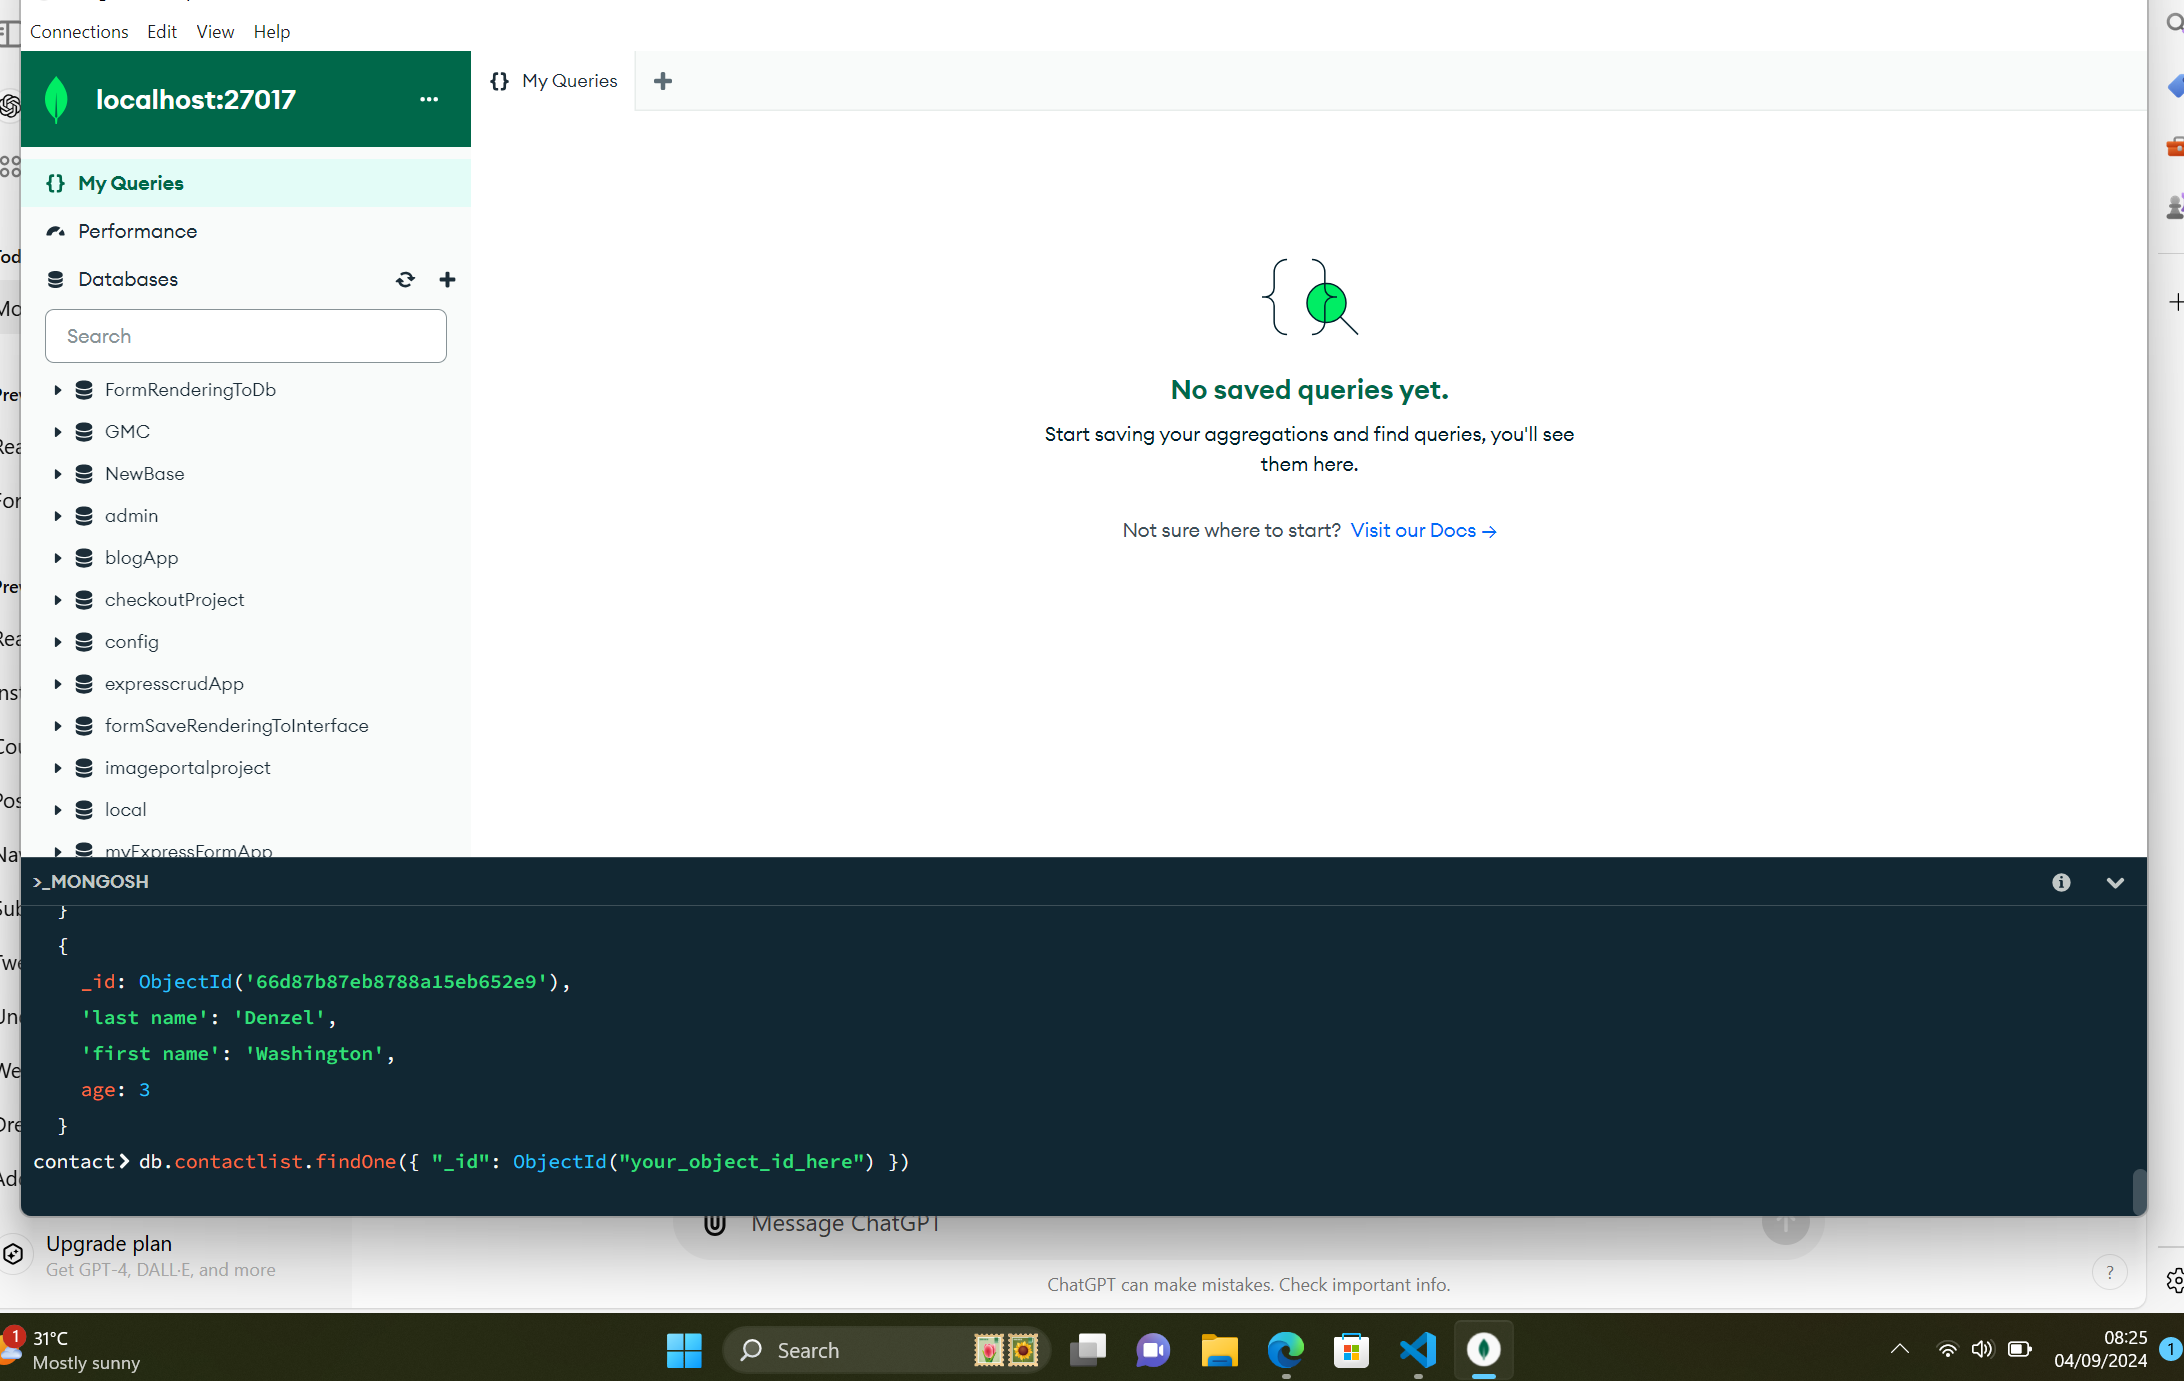 Connections Edit View Help
localhost:27017
My Queries
My Queries
Performance
Databases
Search
FormRenderingToDb
GMC
NewBase
admin
blogApp
checkoutProject
config
expresscrudApp
formSaveRenderingToInterface
imageportalproject
local
myExpressFormApp
No saved queries yet.
Start saving your aggregations and find queries, you'll see
them here.
Not sure where to start? Visit our Docs →
>_MONGOSH
}
{
_id: ObjectId('66d87b87eb8788a15eb652e9'),
'last name': 'Denzel',
'first name': 'Washington',
age: 3
}
contact> db.contactlist.findOne({ "_id": ObjectId("your_object_id_here") })
Message ChatGPT
Upgrade plan
Get GPT-4, DALL·E, and more
ChatGPT can make mistakes. Check important info.
?
1
31°C
Mostly sunny
Search
08:25
04/09/2024
1